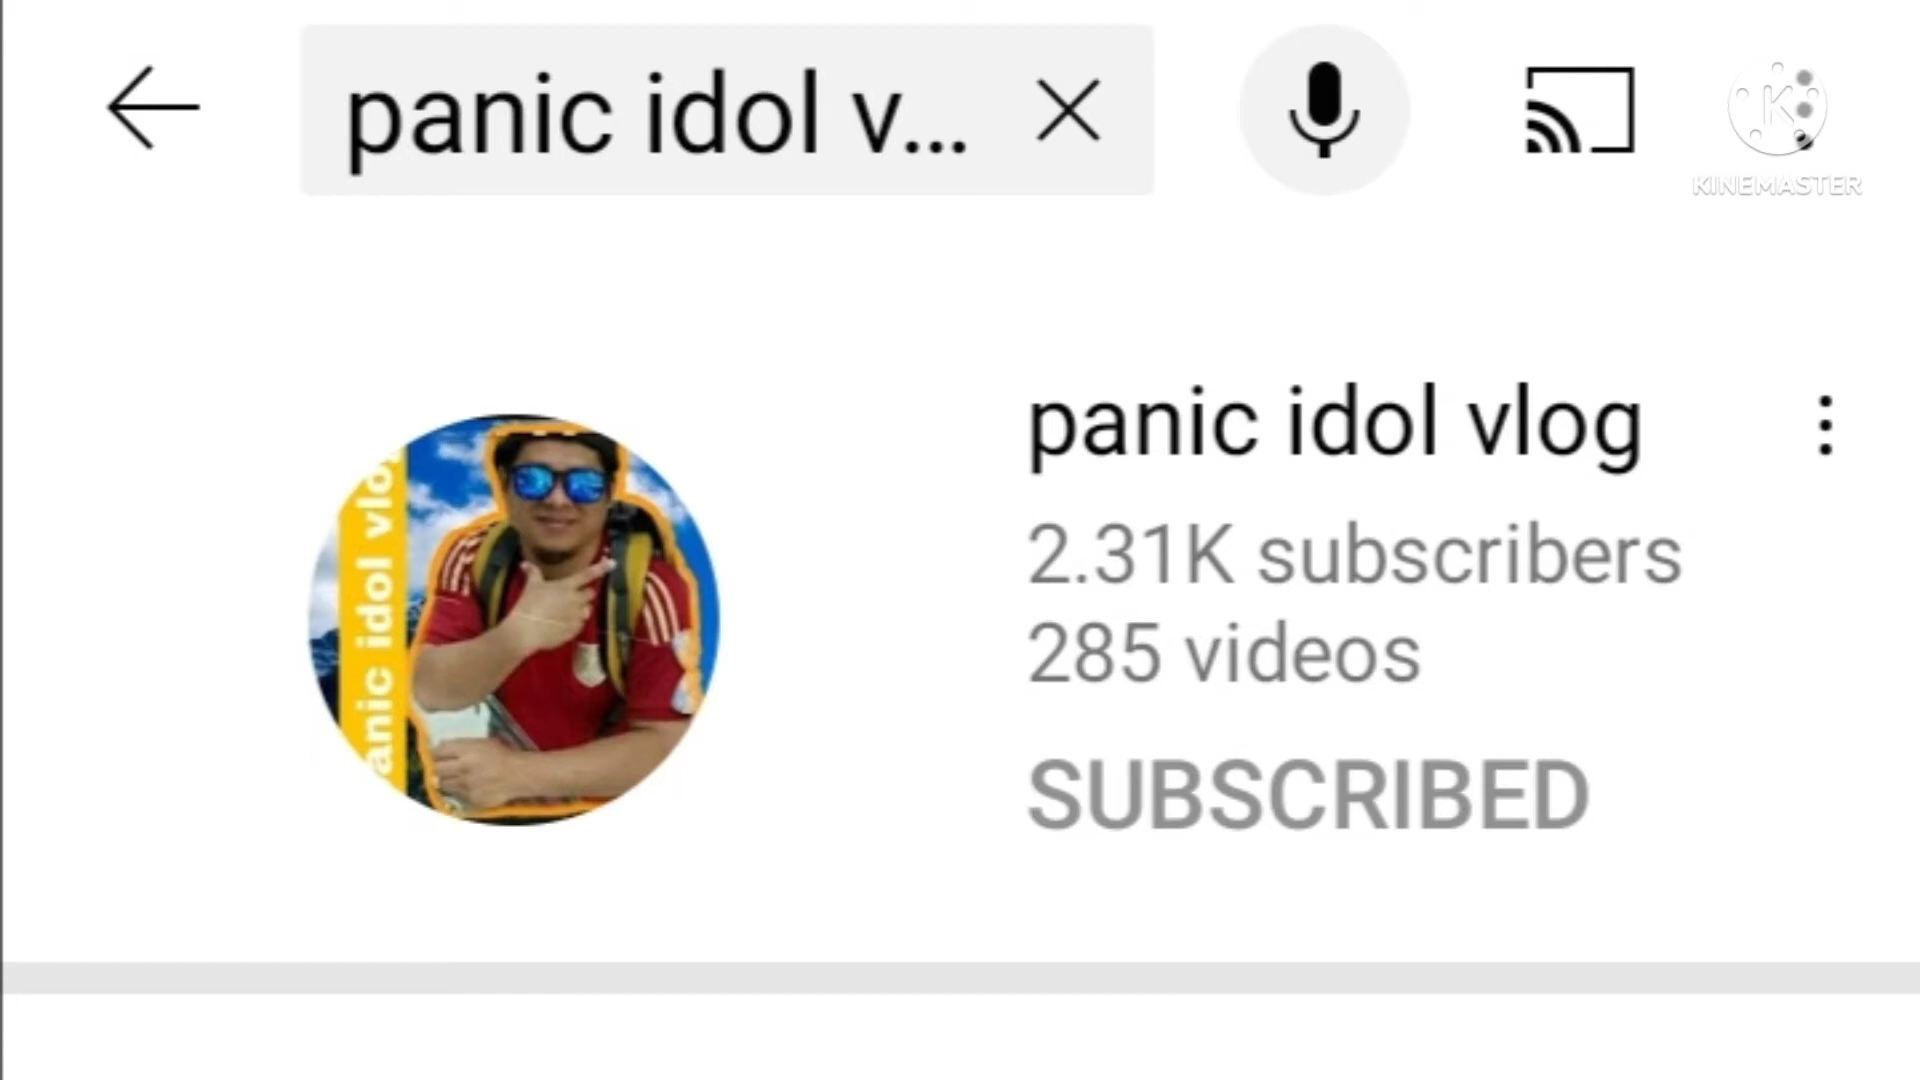 panic idol v...
KINEMASTER
panic idol vlog
2.31K subscribers
285 videos
SUBSCRIBED
anic idol vlo